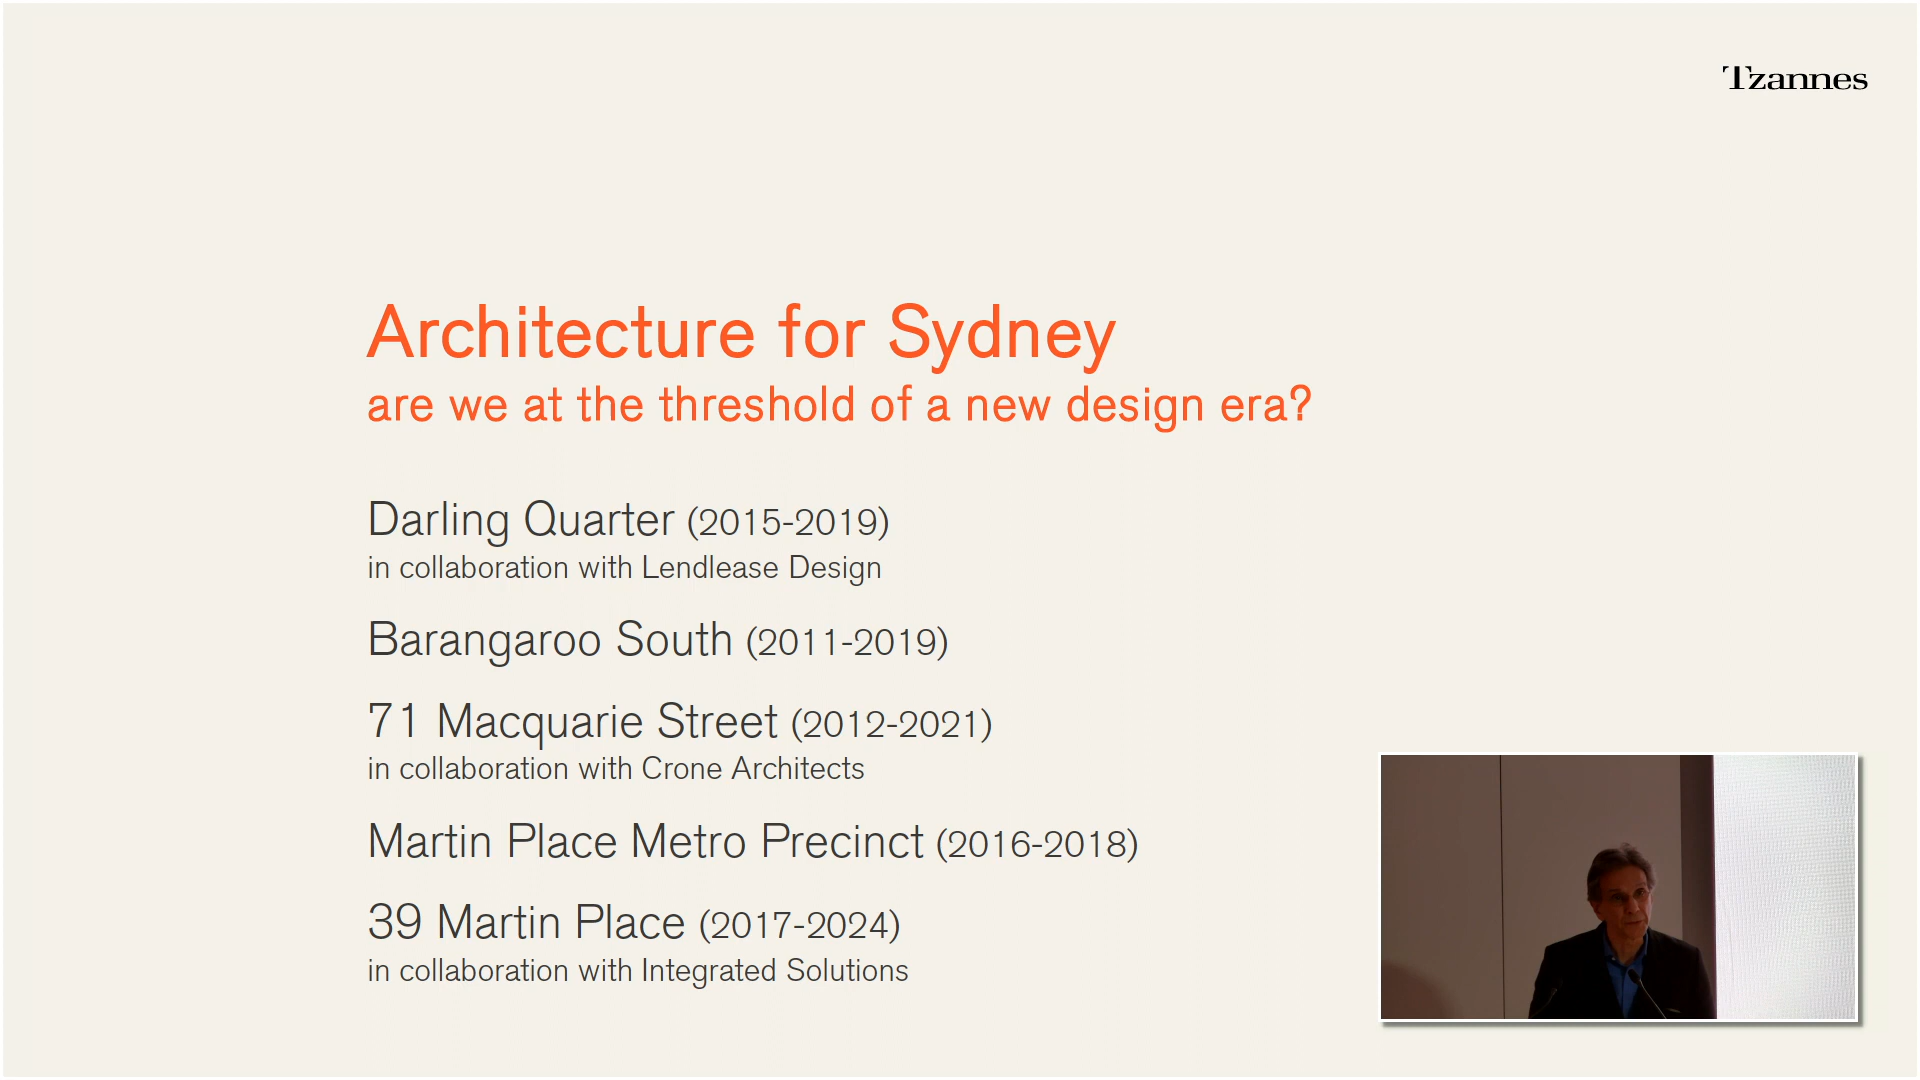 Tzannes
Architecture for Sydney
are we at the threshold of a new design era?
Darling Quarter (2015-2019)
in collaboration with Lendlease Design
Barangaroo South (2011-2019)
71 Macquarie Street (2012-2021)
in collaboration with Crone Architects
Martin Place Metro Precinct (2016-2018)
39 Martin Place (2017-2024)
in collaboration with Integrated Solutions